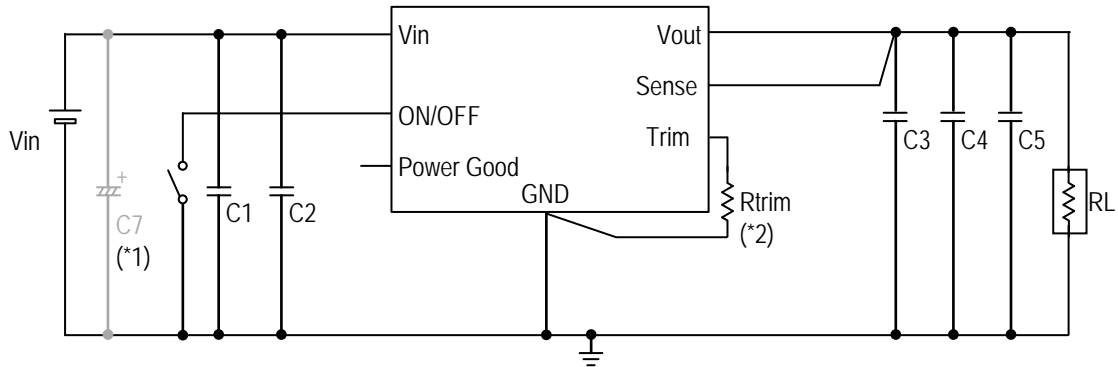 Vin
Vout
Sense
ON/OFF
Vin
C3
C4
C5
Trim
Power Good
GND
+
C7
(*1)
C1
C2
Rtrim
(*2)
RL